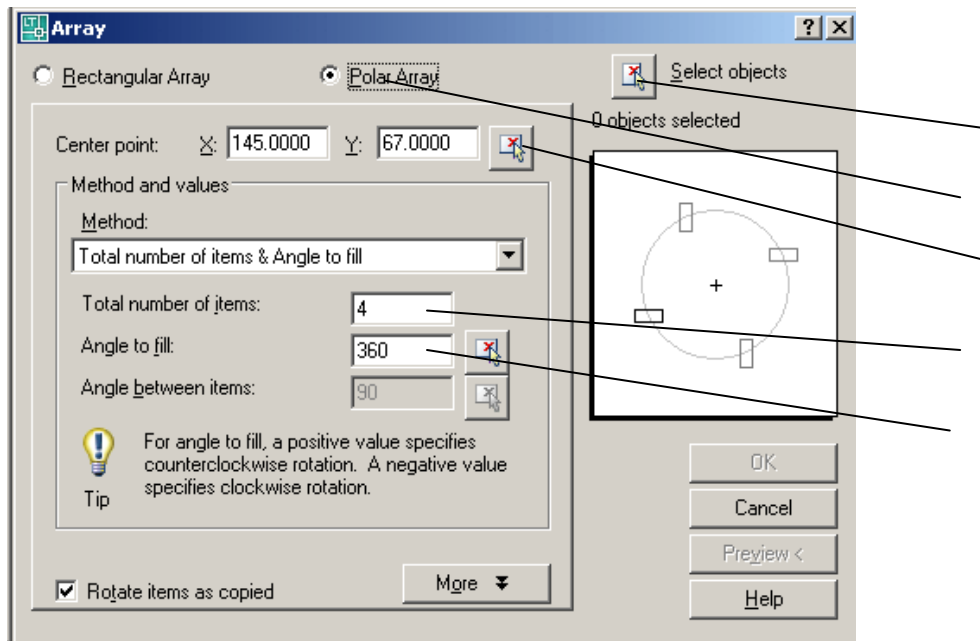 LT
Array
Rectangular Array
Polar Array
Select objects
0 objects selected
Center point: X: 145.0000 Y: 67.0000
Method and values
Method:
Total number of items & Angle to fill
Total number of items: 4
Angle to fill: 360
Angle between items: 90
For angle to fill, a positive value specifies
counterclockwise rotation. A negative value
specifies clockwise rotation.
Tip
OK
Cancel
Preview <
Help
Rotate items as copied
More